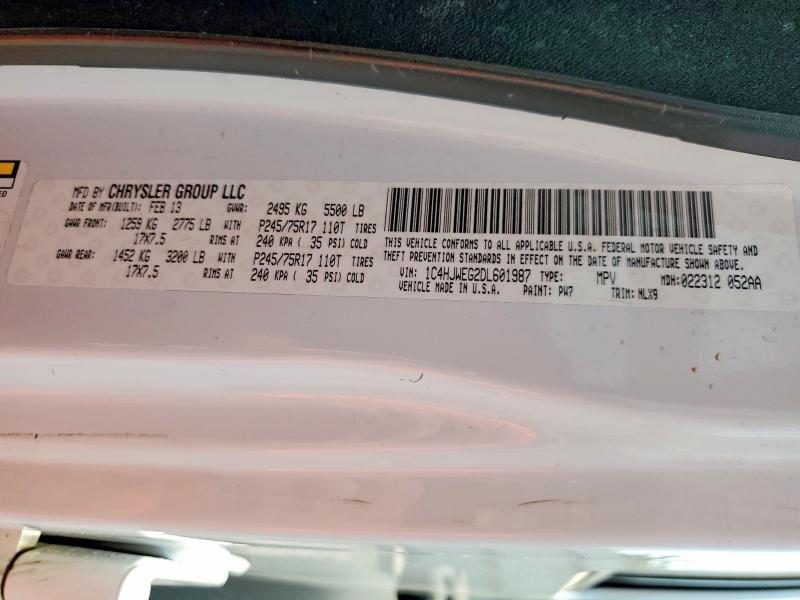 ED
MFD BY CHRYSLER GROUP LLC
DATE OF MFR(BUILT): FEB 13 GVWR: 2495 KG 5500 LB
GAWR FRONT: 1259 KG 2775 LB WITH P245/75R17 110T TIRES
17X7.5 RIMS AT 240 KPA ( 35 PSI) COLD
GAWR REAR: 1452 KG 3200 LB WITH P245/75R17 110T TIRES
17X7.5 RIMS AT 240 KPA ( 35 PSI) COLD
THIS VEHICLE CONFORMS TO ALL APPLICABLE U.S.A. FEDERAL MOTOR VEHICLE SAFETY AND
THEFT PREVENTION STANDARDS IN EFFECT ON THE DATE OF MANUFACTURE SHOWN ABOVE.
VIN: 1C4HJWEG2DL601987 TYPE: MPV MDH:022312 052AA
VEHICLE MADE IN U.S.A. PAINT: PW7 TRIM: NLX9